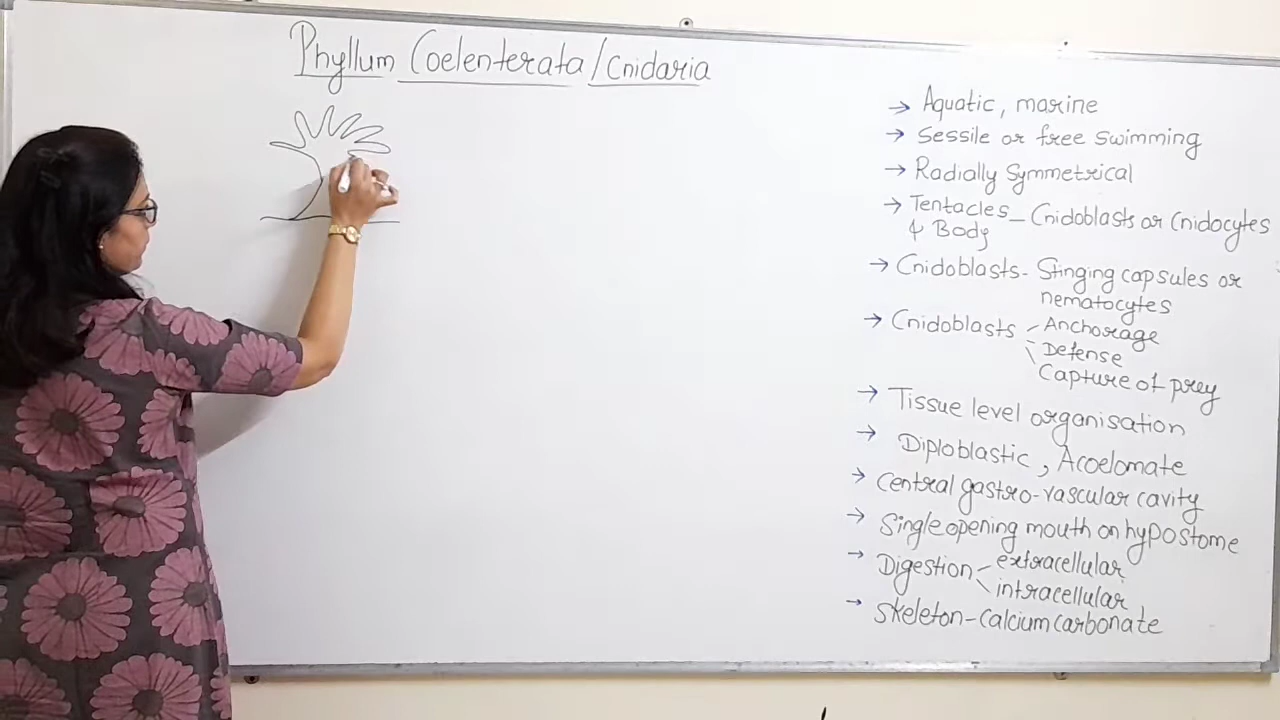 Phyllum Coelenterata/Cnidaria
→ Aquatic, marine
→ Sessile or free swimming
→ Radially Symmetrical
→ Tentacles - Cnidoblasts or Cnidocytes
& Body
→ Cnidoblasts - Stinging capsules or
nematocytes
→ Cnidoblasts - Anchorage
- Defense
\ Capture of prey
→ Tissue level organisation
→ Diploblastic, Acoelomate
→ Central gastro-vascular cavity
→ Single opening mouth on hypostome
→ Digestion - extracellular
\ intracellular
→ Skeleton - Calcium carbonate